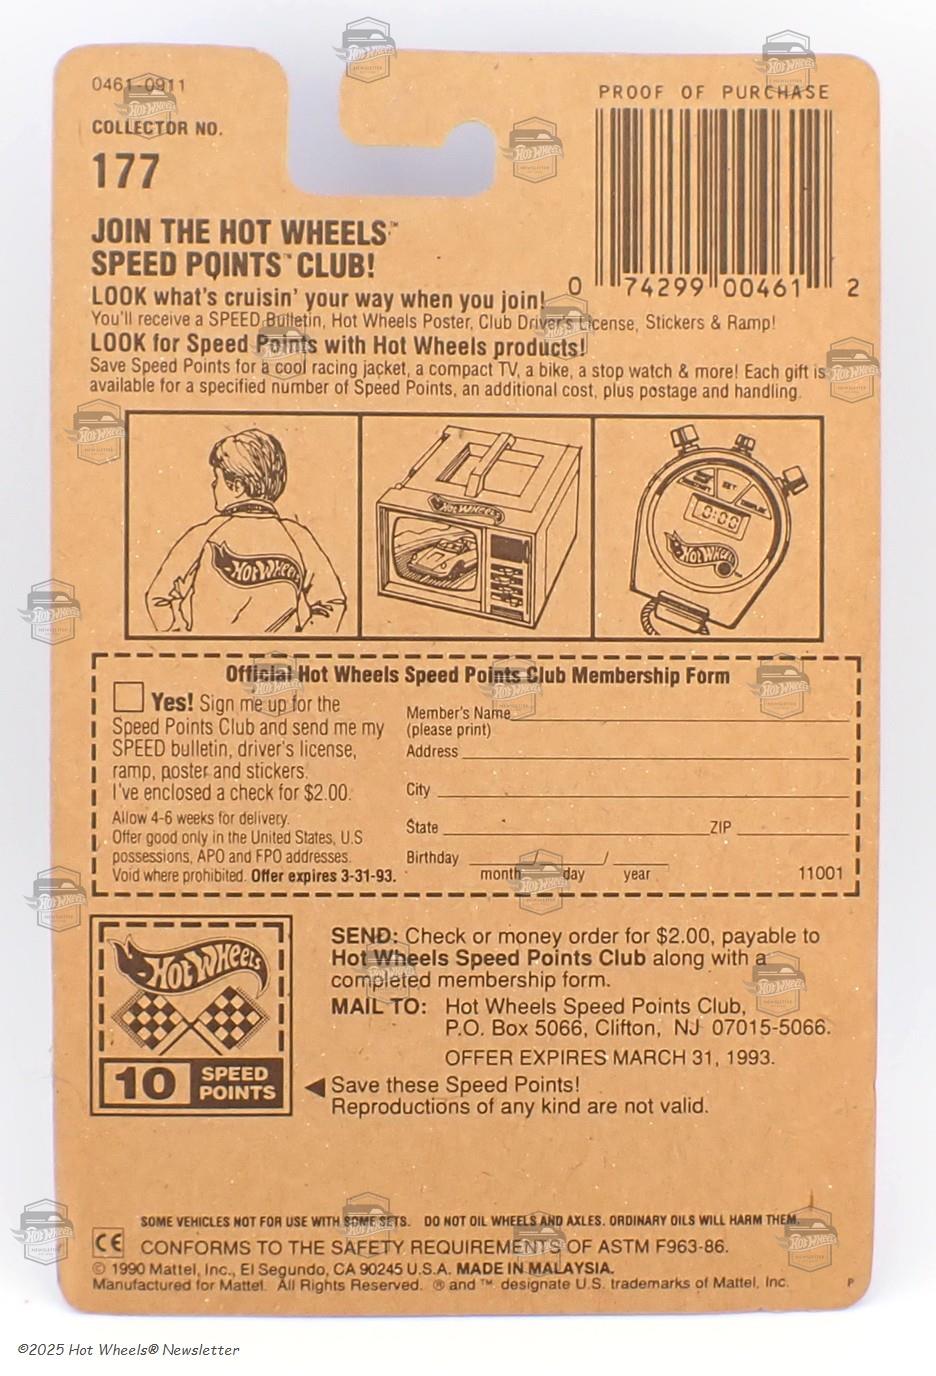 0461-0911
PROOF OF PURCHASE
COLLECTOR NO.
177
JOIN THE HOT WHEELS™
SPEED POINTS™ CLUB!
0 74299 00461 2
LOOK what's cruisin' your way when you join!
You'll receive a SPEED Bulletin, Hot Wheels Poster, Club Driver's License, Stickers & Ramp!
LOOK for Speed Points with Hot Wheels products!
Save Speed Points for a cool racing jacket, a compact TV, a bike, a stop watch & more! Each gift is
available for a specified number of Speed Points, an additional cost, plus postage and handling.
Hot Wheels
Hot Wheels
SET
0:00
Hot Wheels
Official Hot Wheels Speed Points Club Membership Form
Yes! Sign me up for the
Speed Points Club and send me my
SPEED bulletin, driver's license,
ramp, poster and stickers.
I've enclosed a check for $2.00.
Allow 4-6 weeks for delivery.
Offer good only in the United States, U.S
possessions, APO and FPO addresses.
Void where prohibited. Offer expires 3-31-93.
Member's Name
(please print)
Address
City
State ZIP
Birthday / /
month day year 11001
Hot Wheels
10 SPEED
POINTS
SEND: Check or money order for $2.00, payable to
Hot Wheels Speed Points Club along with a
completed membership form.
MAIL TO: Hot Wheels Speed Points Club,
P.O. Box 5066, Clifton, NJ 07015-5066.
OFFER EXPIRES MARCH 31, 1993.
Save these Speed Points!
Reproductions of any kind are not valid.
SOME VEHICLES NOT FOR USE WITH SOME SETS. DO NOT OIL WHEELS AND AXLES. ORDINARY OILS WILL HARM THEM.
CE CONFORMS TO THE SAFETY REQUIREMENTS OF ASTM F963-86.
© 1990 Mattel, Inc., El Segundo, CA 90245 U.S.A. MADE IN MALAYSIA.
Manufactured for Mattel. All Rights Reserved. ® and ™ designate U.S. trademarks of Mattel, Inc. P
©2025 Hot Wheels® Newsletter